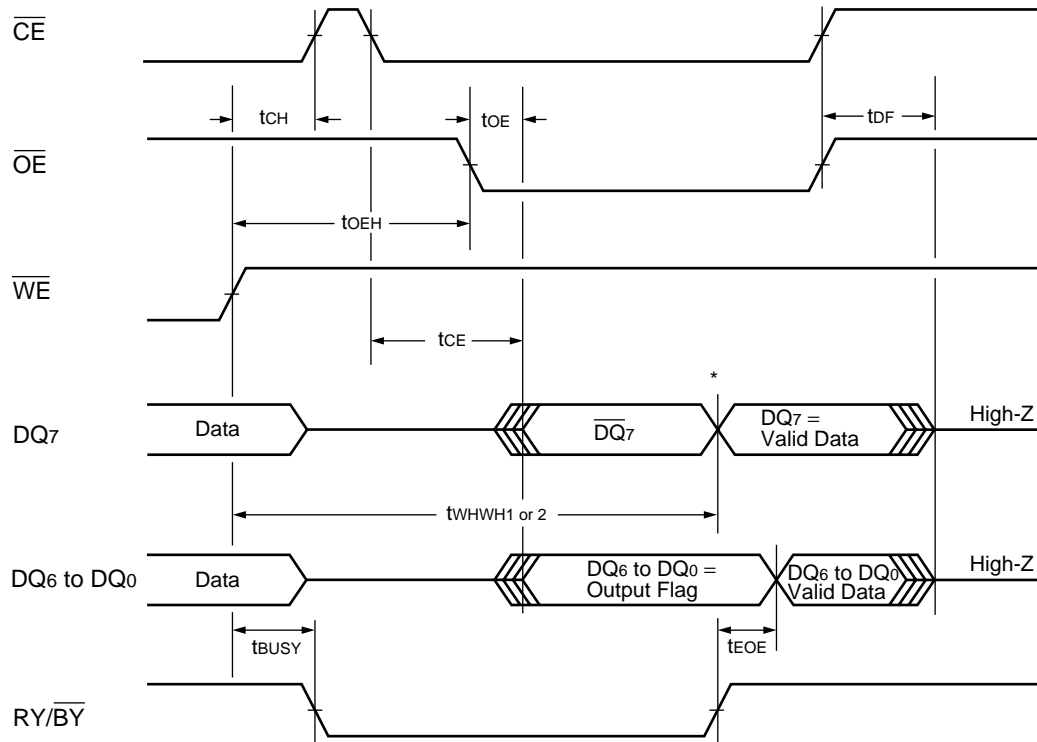 CE
tCH
tOE
tDF
OE
tOEH
WE
tCE
*
DQ7
Data
DQ7
DQ7 =
Valid Data
High-Z
tWHWH1 or 2
DQ6 to DQ0
Data
DQ6 to DQ0 =
Output Flag
DQ6 to DQ0
Valid Data
High-Z
tBUSY
tEOE
RY/BY